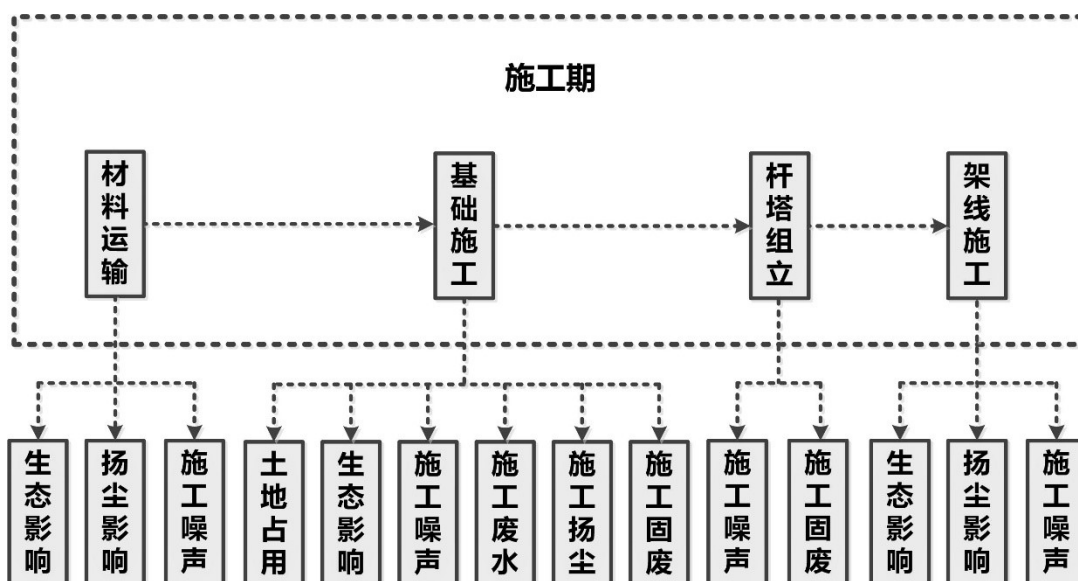 施工期
材料运输
基础施工
杆塔组立
架线施工
生态影响
扬尘影响
施工噪声
土地占用
生态影响
施工噪声
施工废水
施工扬尘
施工固废
施工噪声
施工固废
生态影响
扬尘影响
施工噪声